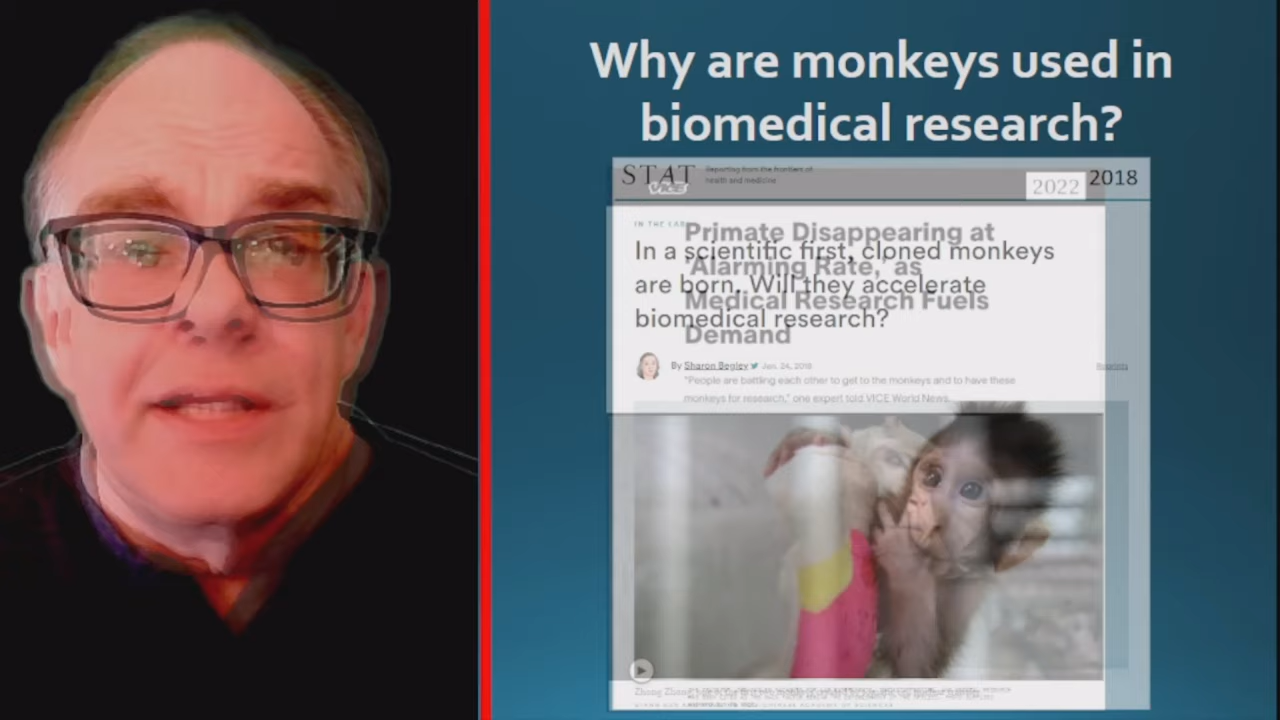 Why are monkeys used in
biomedical research?
STAT
Reporting from the frontiers of
health and medicine
VICE
2022
2018
IN THE LAB
Primate Disappearing at
'Alarming Rate,' as
Medical Research Fuels
Demand
In a scientific first, cloned monkeys
are born. Will they accelerate
biomedical research?
By Sharon Begley Jan. 24, 2018
Reprints
"People are battling each other to get to the monkeys and to have these
monkeys for research," one expert told VICE World News.
Zhong Zhong